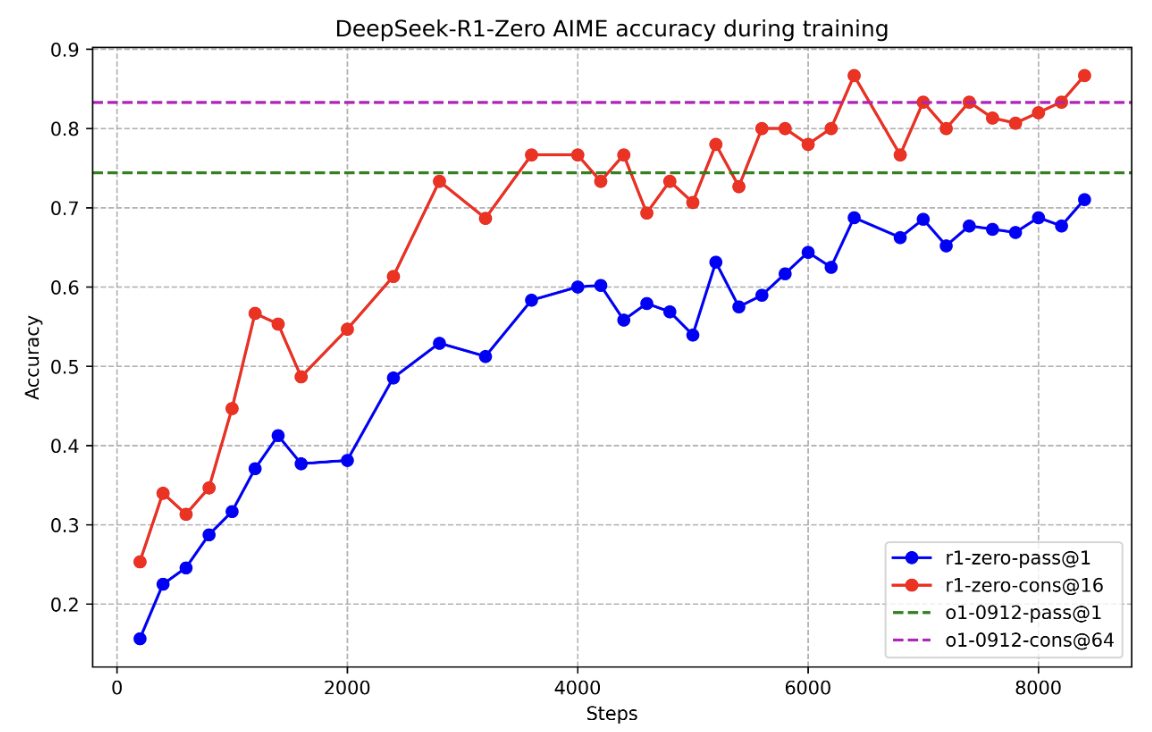 DeepSeek-R1-Zero AIME accuracy during training
0.9
0.8
0.7
0.6
0.5
0.4
0.3
0.2
Accuracy
0 2000 4000 6000 8000
Steps
r1-zero-pass@1
r1-zero-cons@16
o1-0912-pass@1
o1-0912-cons@64